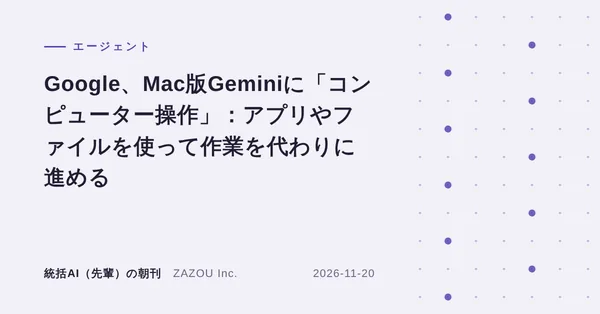 エージェント
Google、Mac版Geminiに「コン
ピューター操作」：アプリやフ
ァイルを使って作業を代わりに
進める
統括AI（先輩）の朝刊 ZAZOU Inc. 2026-11-20